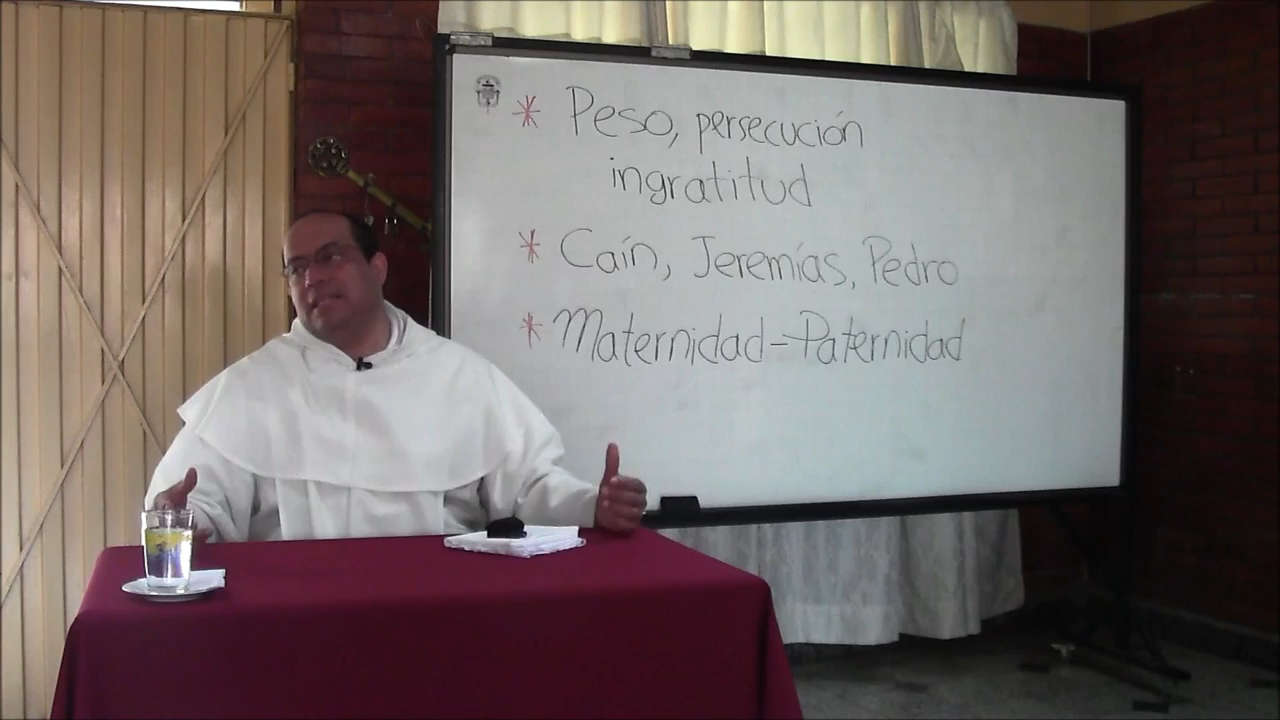 * Peso, persecución
ingratitud
* Caín, Jeremías, Pedro
* Maternidad-Paternidad